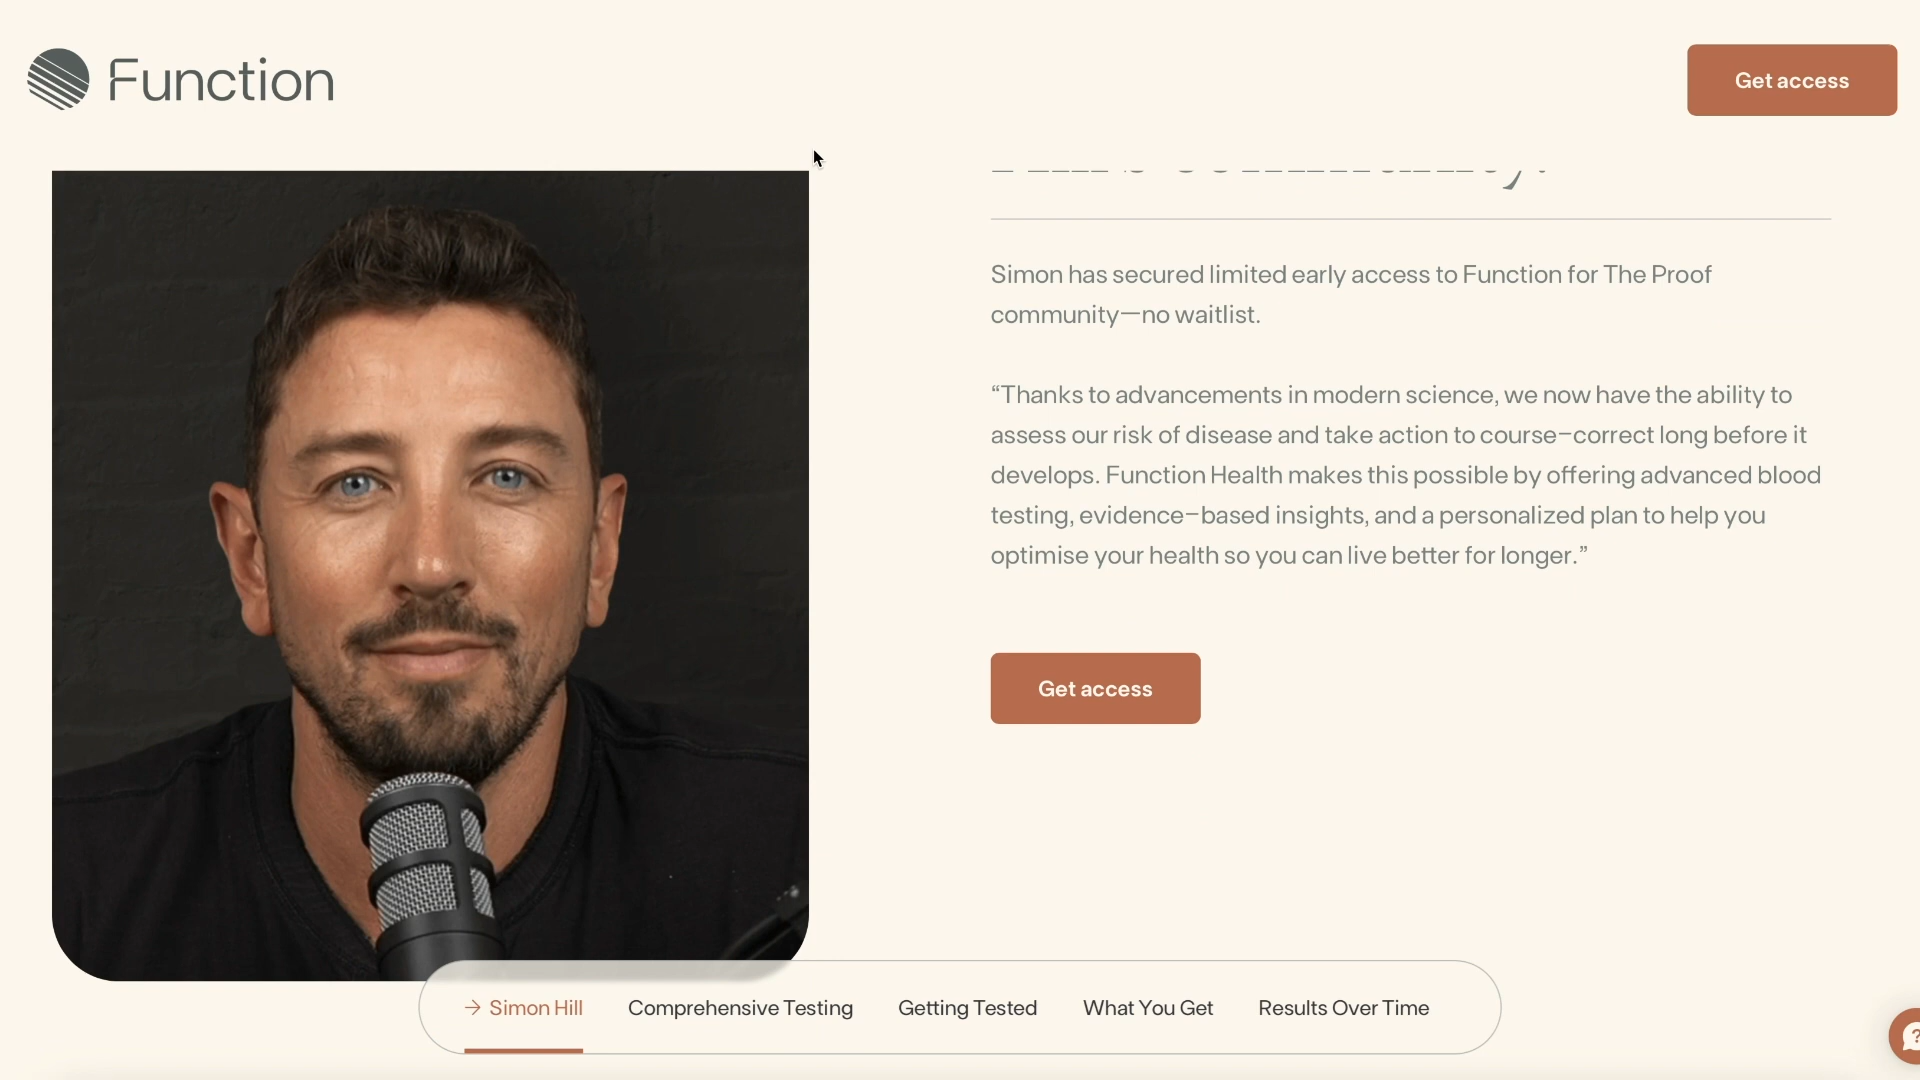 Function
Get access
Simon has secured limited early access to Function for The Proof
community—no waitlist.
“Thanks to advancements in modern science, we now have the ability to
assess our risk of disease and take action to course-correct long before it
develops. Function Health makes this possible by offering advanced blood
testing, evidence-based insights, and a personalized plan to help you
optimise your health so you can live better for longer.”
Get access
→ Simon Hill
Comprehensive Testing
Getting Tested
What You Get
Results Over Time
?